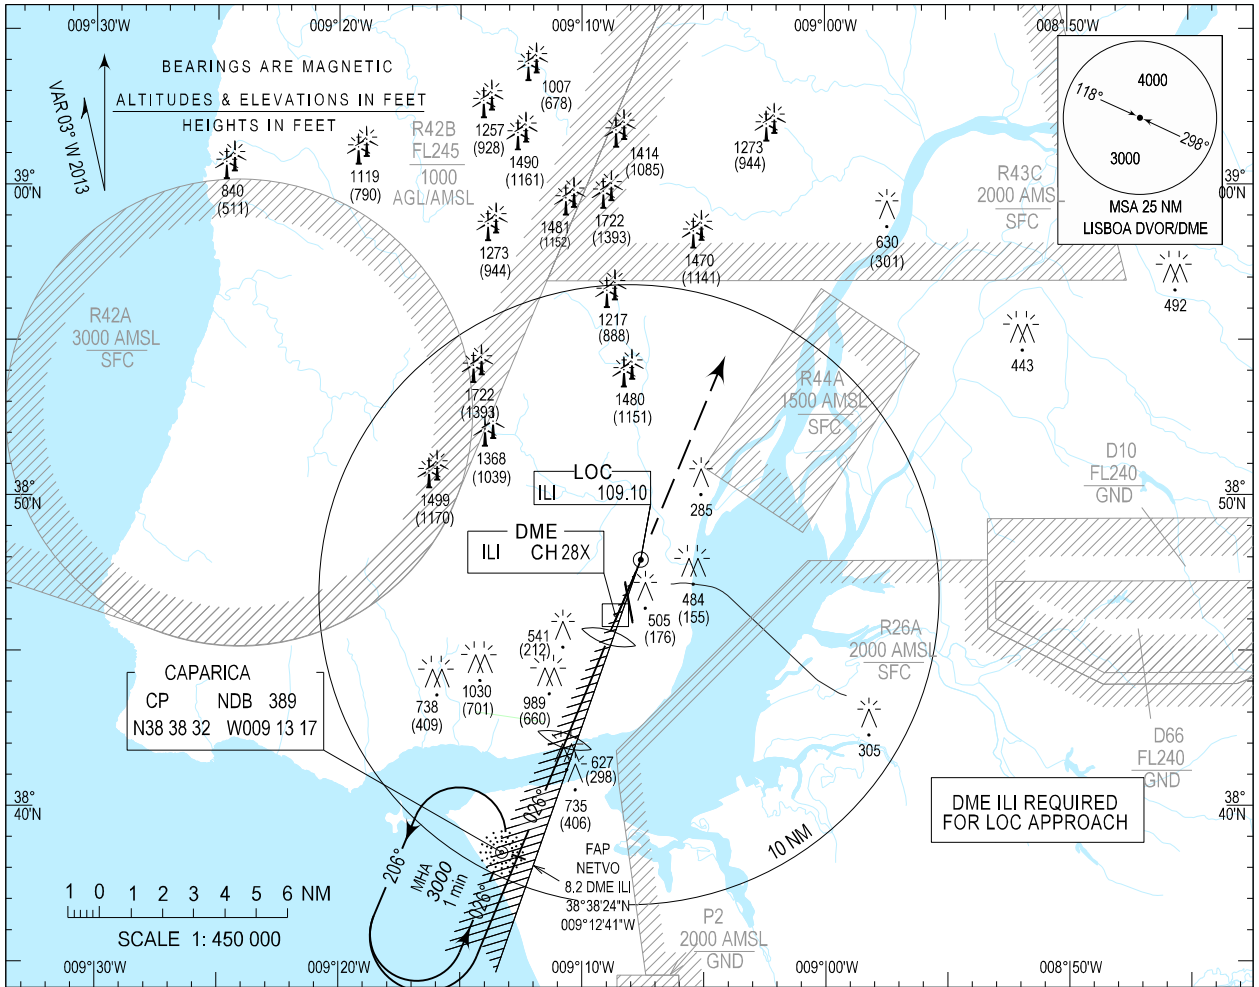 009°30'W
009°20'W
009°10'W
009°00'W
008°50'W
BEARINGS ARE MAGNETIC
ALTITUDES & ELEVATIONS IN FEET
HEIGHTS IN FEET
VAR 03° W 2013
4000
118°
298°
3000
MSA 25 NM
LISBOA DVOR/DME
39°
00'N
39°
00'N
R42B
FL245
1000
AGL/AMSL
R43C
2000 AMSL
SFC
1007
(678)
1257
(928)
1490
(1161)
1414
(1085)
1273
(944)
840
(511)
1119
(790)
1481
(1152)
1722
(1393)
1273
(944)
1470
(1141)
630
(301)
492
443
1217
(888)
R42A
3000 AMSL
SFC
1722
(1393)
1480
(1151)
R44A
1500 AMSL
SFC
1368
(1039)
1499
(1170)
D10
FL240
GND
LOC
ILI 109.10
285
38°
50'N
38°
50'N
DME
ILI CH 28X
484
(155)
505
(176)
541
(212)
R26A
2000 AMSL
SFC
CAPARICA
CP NDB 389
N38 38 32 W009 13 17
738
(409)
1030
(701)
989
(660)
305
D66
FL240
GND
627
(298)
735
(406)
38°
40'N
38°
40'N
DME ILI REQUIRED
FOR LOC APPROACH
10 NM
026°
206°
MHA
3000
1 min
026°
FAP
NETVO
8.2 DME ILI
38°38'24"N
009°12'41"W
1 0 1 2 3 4 5 6 NM
SCALE 1: 450 000
P2
2000 AMSL
GND
009°30'W
009°20'W
009°10'W
009°00'W
008°50'W